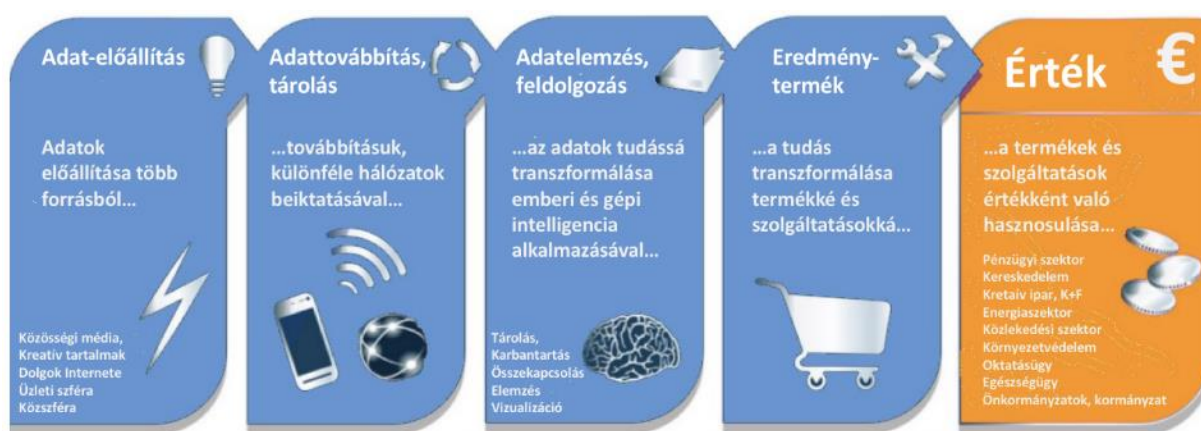 Adat-előállítás
Adatok
előállítása több
forrásból...
Közösségi média,
Kreatív tartalmak
Dolgok Internete
Üzleti szféra
Közszféra
Adattovábbítás,
tárolás
...továbbításuk,
különféle hálózatok
beiktatásával...
Adatelemzés,
feldolgozás
...az adatok tudássá
transzformálása
emberi és gépi
intelligencia
alkalmazásával...
Tárolás,
Karbantartás
Összekapcsolás
Elemzés
Vizualizáció
Eredmény-
termék
...a tudás
transzformálása
termékké és
szolgáltatásokká...
Érték €
...a termékek és
szolgáltatások
értékként való
hasznosulása...
Pénzügyi szektor
Kereskedelem
Kretaív ipar, K+F
Energiaszektor
Közlekedési szektor
Környezetvédelem
Oktatásügy
Egészségügy
Önkormányzatok, kormányzat